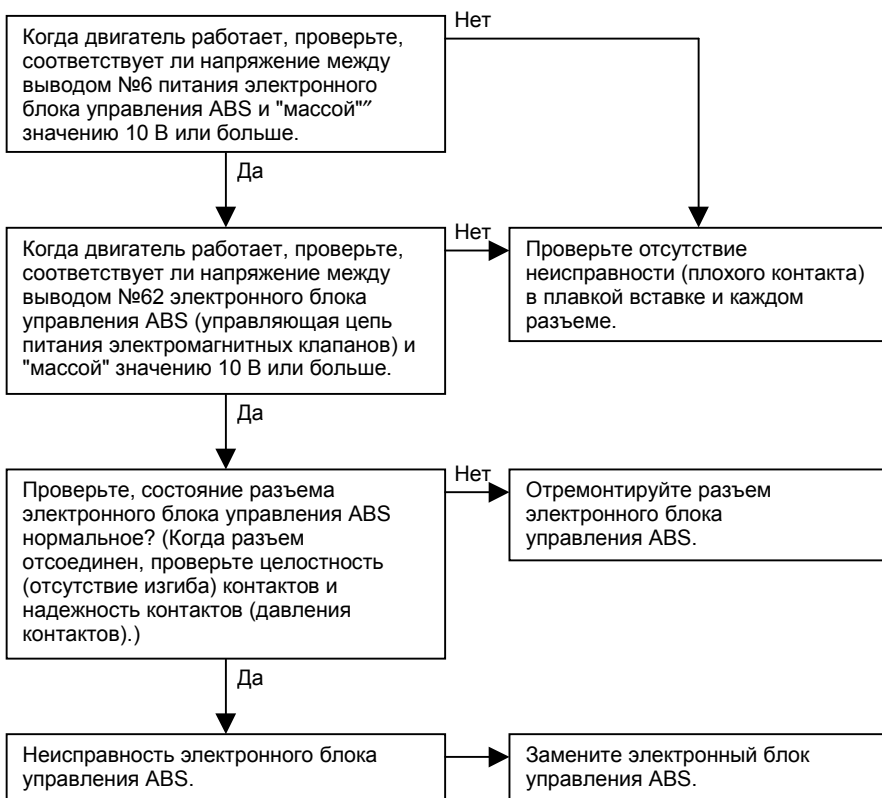 Когда двигатель работает, проверьте,
соответствует ли напряжение между
выводом №6 питания электронного
блока управления ABS и "массой"″
значению 10 В или больше.
Нет
Да
Когда двигатель работает, проверьте,
соответствует ли напряжение между
выводом №62 электронного блока
управления ABS (управляющая цепь
питания электромагнитных клапанов) и
"массой" значению 10 В или больше.
Нет
Проверьте отсутствие
неисправности (плохого контакта)
в плавкой вставке и каждом
разъеме.
Да
Проверьте, состояние разъема
электронного блока управления ABS
нормальное? (Когда разъем
отсоединен, проверьте целостность
(отсутствие изгиба) контактов и
надежность контактов (давления
контактов).)
Нет
Отремонтируйте разъем
электронного блока
управления ABS.
Да
Неисправность электронного блока
управления ABS.
Замените электронный блок
управления ABS.